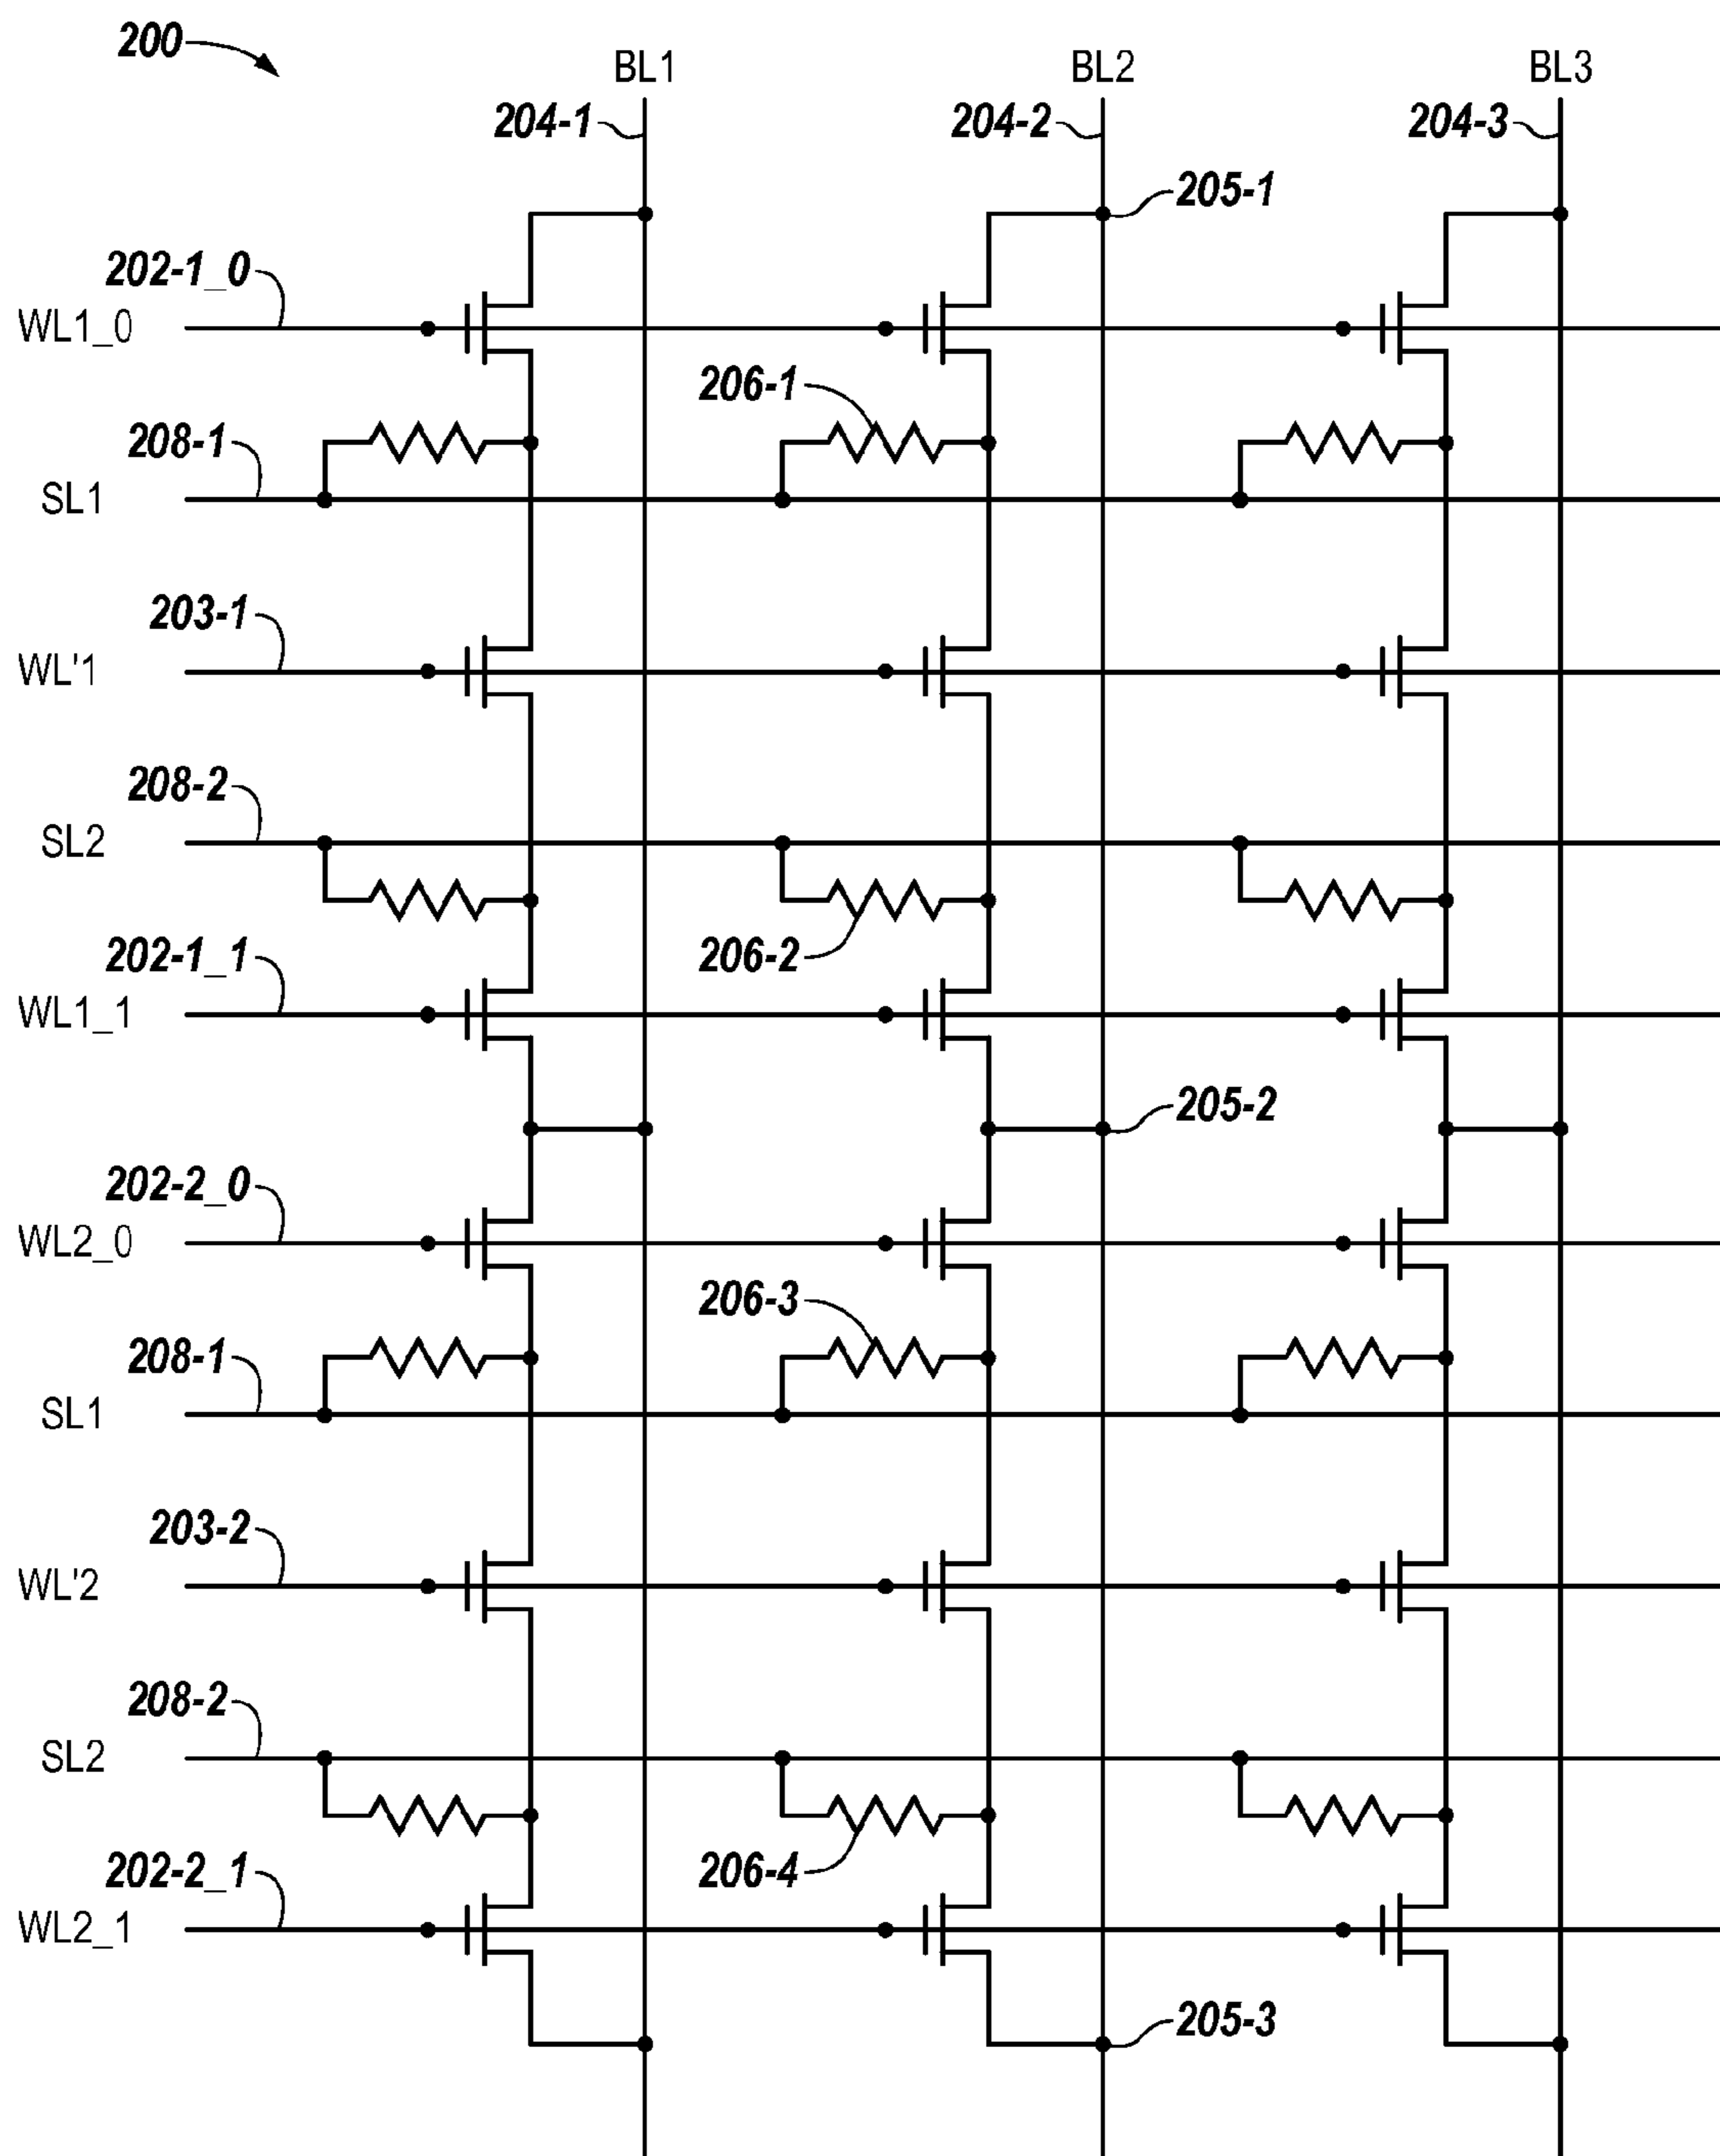 200
BL1 BL2 BL3
204-1 204-2 204-3
205-1
202-1_0
WL1_0
206-1
208-1
SL1
203-1
WL'1
208-2
SL2
202-1_1 206-2
WL1_1
205-2
202-2_0
WL2_0
206-3
208-1
SL1
203-2
WL'2
208-2
SL2
202-2_1 206-4
WL2_1
205-3